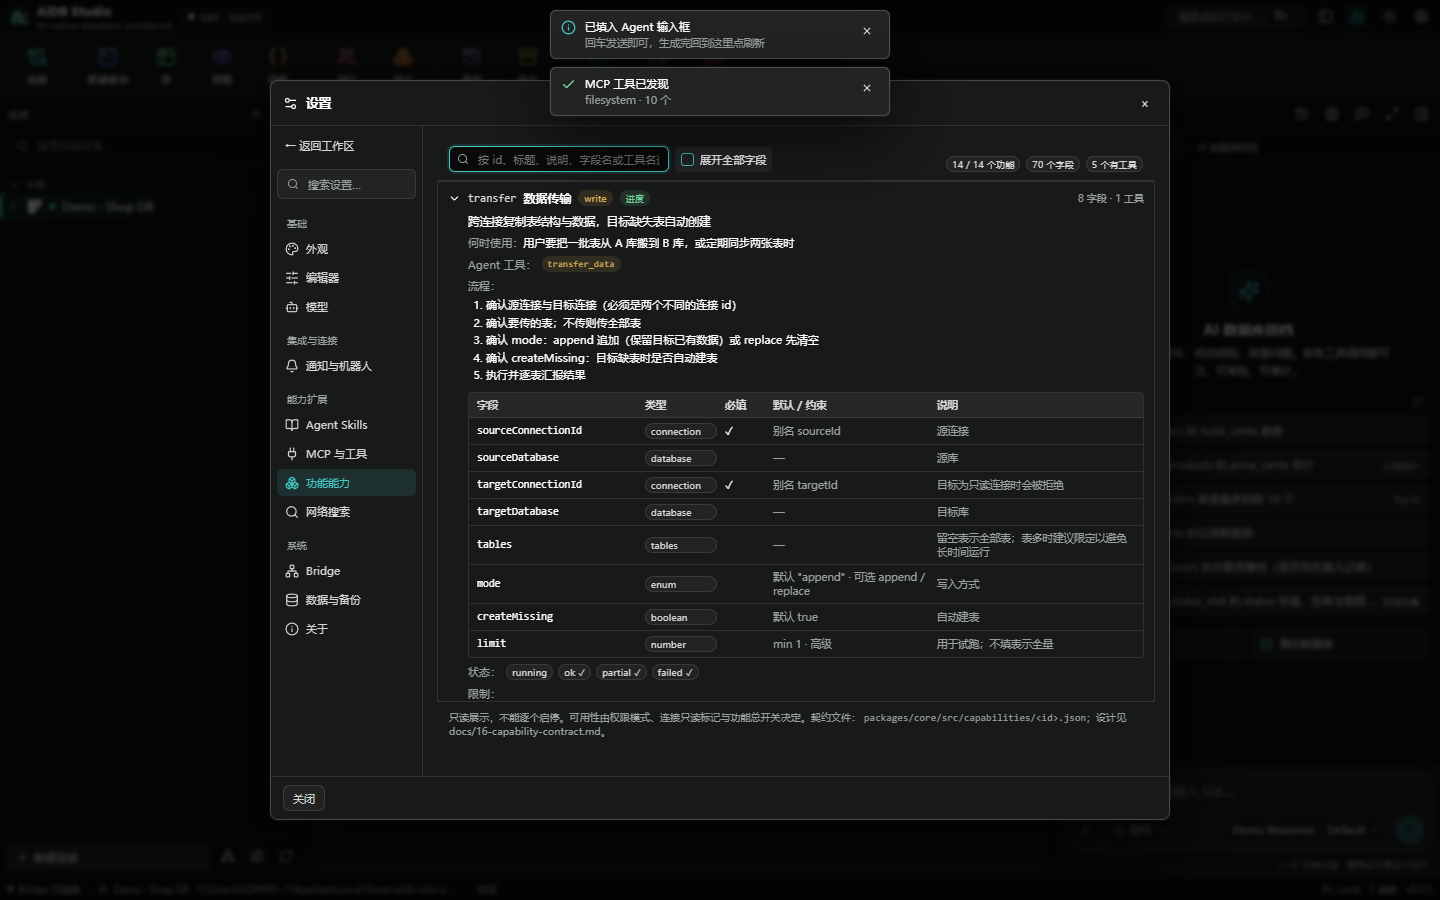 AIDB Studio
已填入 Agent 输入框
回车发送即可，生成完回到这里点刷新
MCP 工具已发现
filesystem · 10 个
设置
返回工作区
搜索设置...
基础
外观
编辑器
模型
集成与连接
通知与机器人
能力扩展
Agent Skills
MCP 与工具
功能能力
网络搜索
系统
Bridge
数据与备份
关于
按 id、标题、说明、字段名或工具名过
展开全部字段
14 / 14 个功能
70 个字段
5 个有工具
transfer 数据传输 write 进度
8 字段 · 1 工具
跨连接复制表结构与数据，目标缺失表自动创建
何时使用：用户要把一批表从 A 库搬到 B 库，或定期同步两张表时
Agent 工具： transfer_data
流程：
1. 确认源连接与目标连接（必须是两个不同的连接 id）
2. 确认要传的表；不传则传全部表
3. 确认 mode：append 追加（保留目标已有数据）或 replace 先清空
4. 确认 createMissing：目标缺表时是否自动建表
5. 执行并逐表汇报结果
字段 类型 必填 默认 / 约束 说明
sourceConnectionId connection ✓ 别名 sourceId 源连接
sourceDatabase database — 源库
targetConnectionId connection ✓ 别名 targetId 目标为只读连接时会被拒绝
targetDatabase database — 目标库
tables tables — 留空表示全部表；表多时建议限定以避免
长时间运行
mode enum 默认 "append" · 可选 append /
replace 写入方式
createMissing boolean 默认 true 自动建表
limit number min 1 · 高级 用于试跑；不填表示全量
状态： running ok ✓ partial ✓ failed ✓
限制：
只读展示，不能逐个启停。可用性由权限模式、连接只读标记与功能总开关决定。契约文件： packages/core/src/capabilities/<id>.json；设计见
docs/16-capability-contract.md。
关闭